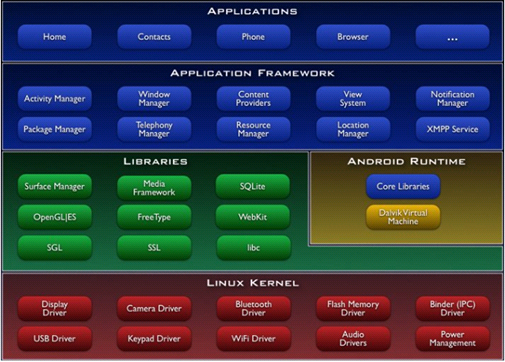 APPLICATIONS
Home
Contacts
Phone
Browser
...
APPLICATION FRAMEWORK
Activity Manager
Window
Manager
Content
Providers
View
System
Notification
Manager
Package Manager
Telephony
Manager
Resource
Manager
Location
Manager
XMPP Service
LIBRARIES
Surface Manager
Media
Framework
SQLite
OpenGL|ES
FreeType
WebKit
SGL
SSL
libc
ANDROID RUNTIME
Core Libraries
Dalvik Virtual
Machine
LINUX KERNEL
Display
Driver
Camera Driver
Bluetooth
Driver
Flash Memory
Driver
Binder (IPC)
Driver
USB Driver
Keypad Driver
WiFi Driver
Audio
Drivers
Power
Management